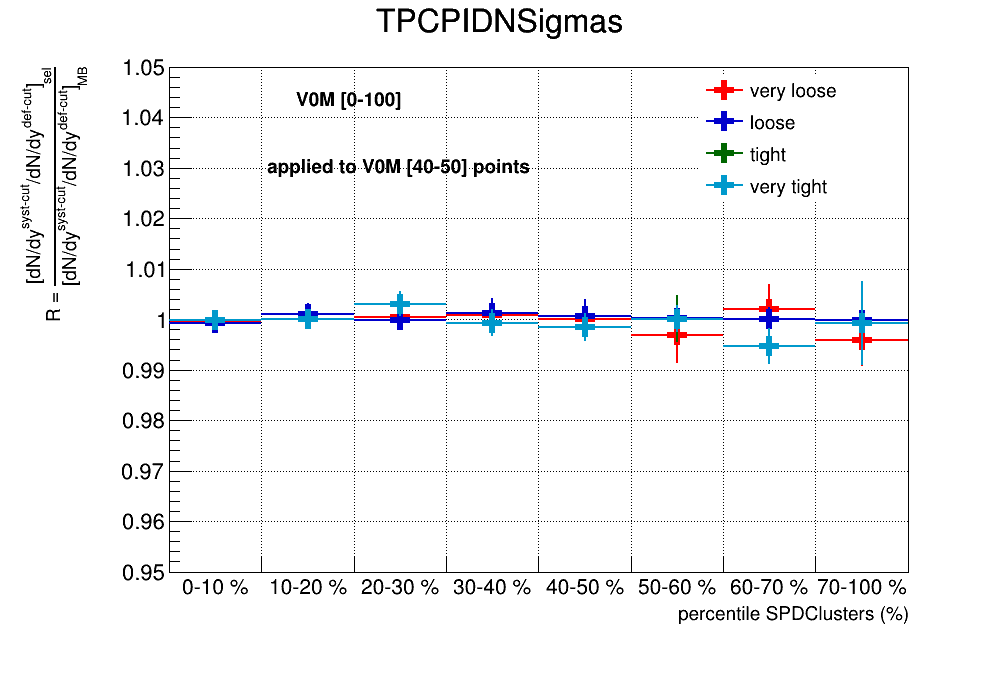 TPCPIDNSigmas
R = [dN/dy^syst-cut/dN/dy^def-cut]_sel
[dN/dy^syst-cut/dN/dy^def-cut]_MB
V0M [0-100]
applied to V0M [40-50] points
very loose
loose
tight
very tight
1.05
1.04
1.03
1.02
1.01
1
0.99
0.98
0.97
0.96
0.95
0-10 % 10-20 % 20-30 % 30-40 % 40-50 % 50-60 % 60-70 % 70-100 %
percentile SPDClusters (%)